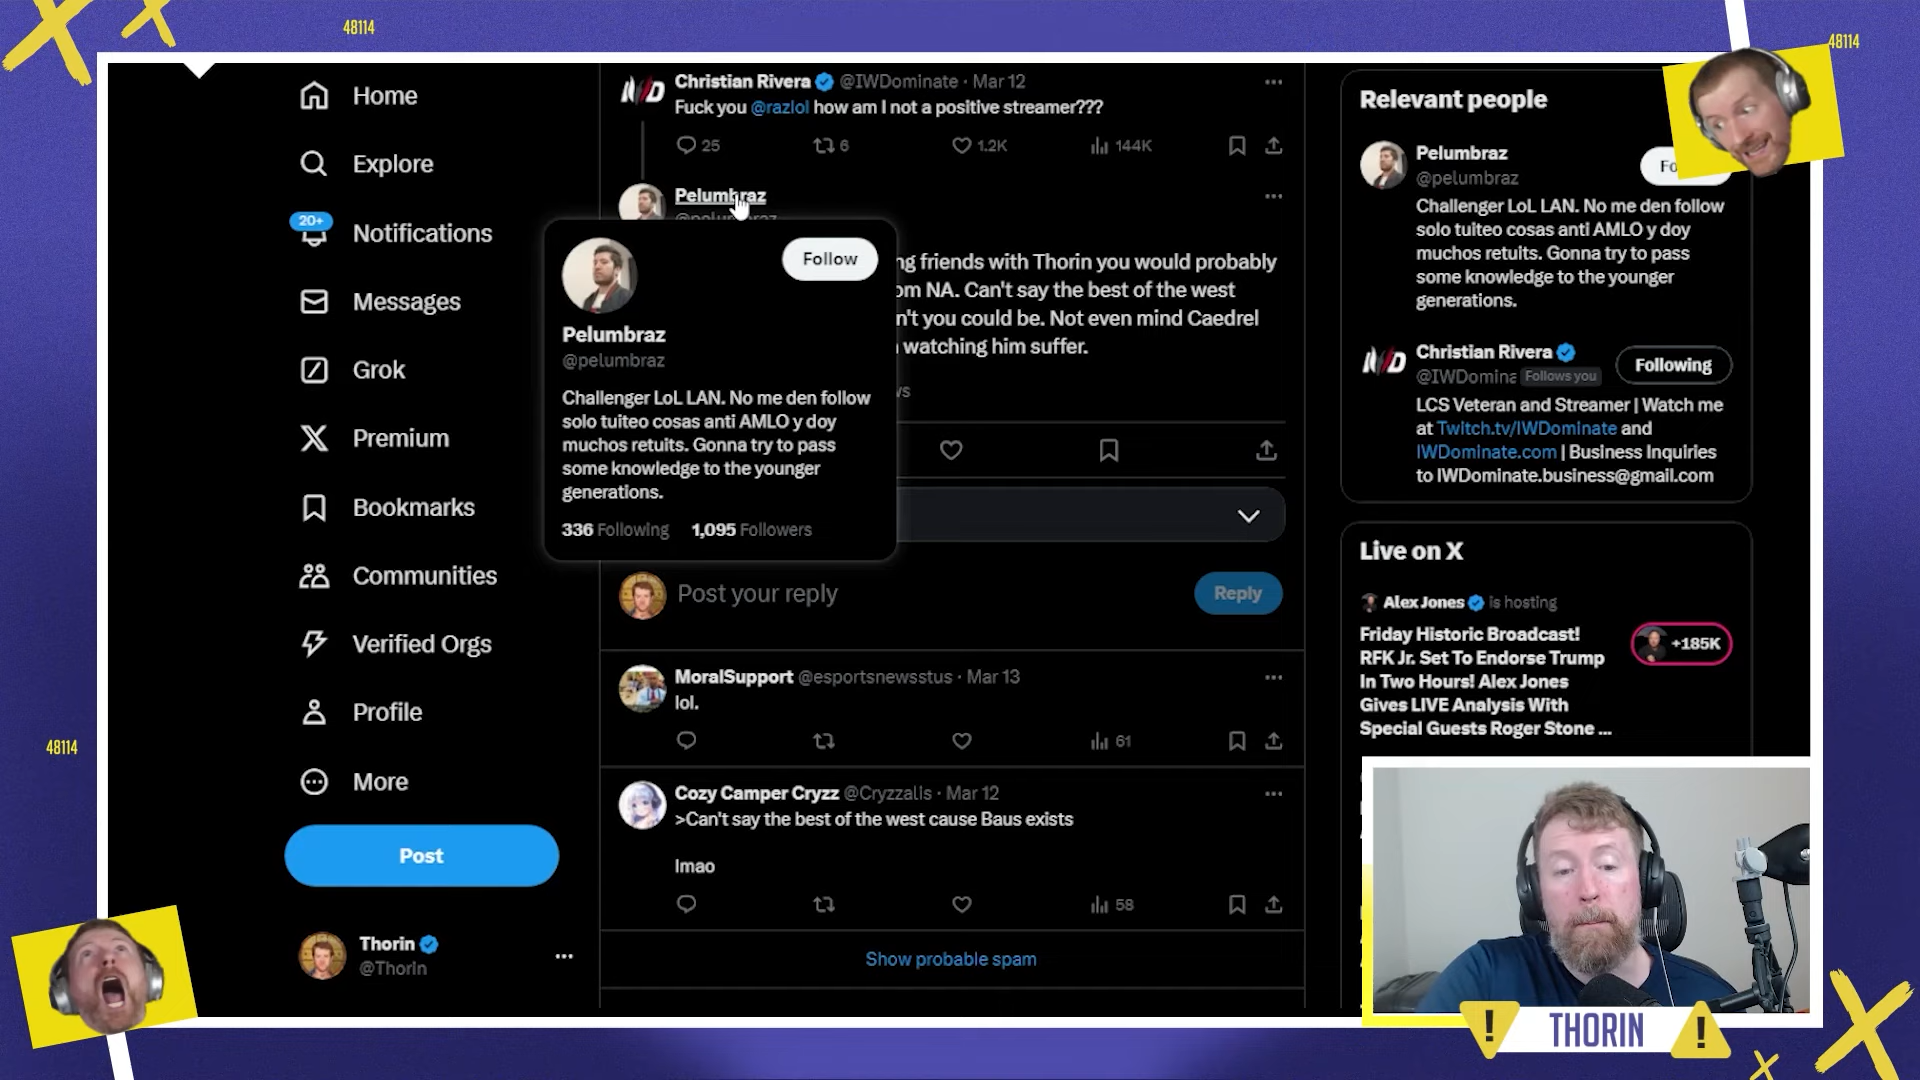 48114
48114
Home
Explore
20+
Notifications
Messages
Grok
Premium
Bookmarks
Communities
Verified Orgs
Profile
More
Post
Thorin
@Thorin
Christian Rivera @IWDominate · Mar 12
Fuck you @razlol how am I not a positive streamer???
25 6 1.2K 144K
Pelumbraz
@pelumbraz
ng friends with Thorin you would probably
om NA. Can't say the best of the west
n't you could be. Not even mind Caedrel
watching him suffer.
ws
Follow
Pelumbraz
@pelumbraz
Challenger LoL LAN. No me den follow
solo tuiteo cosas anti AMLO y doy
muchos retuits. Gonna try to pass
some knowledge to the younger
generations.
336 Following 1,095 Followers
Post your reply
Reply
MoralSupport @esportsnewsstus · Mar 13
lol.
61
Cozy Camper Cryzz @Cryzzalis · Mar 12
>Can't say the best of the west cause Baus exists
lmao
58
Show probable spam
Relevant people
Pelumbraz
@pelumbraz
Fo
Challenger LoL LAN. No me den follow
solo tuiteo cosas anti AMLO y doy
muchos retuits. Gonna try to pass
some knowledge to the younger
generations.
Christian Rivera
@IWDomina Follows you
Following
LCS Veteran and Streamer | Watch me
at Twitch.tv/IWDominate and
IWDominate.com | Business Inquiries
to IWDominate.business@gmail.com
Live on X
Alex Jones is hosting
Friday Historic Broadcast!
RFK Jr. Set To Endorse Trump
In Two Hours! Alex Jones
Gives LIVE Analysis With
Special Guests Roger Stone ...
+185K
48114
! THORIN !